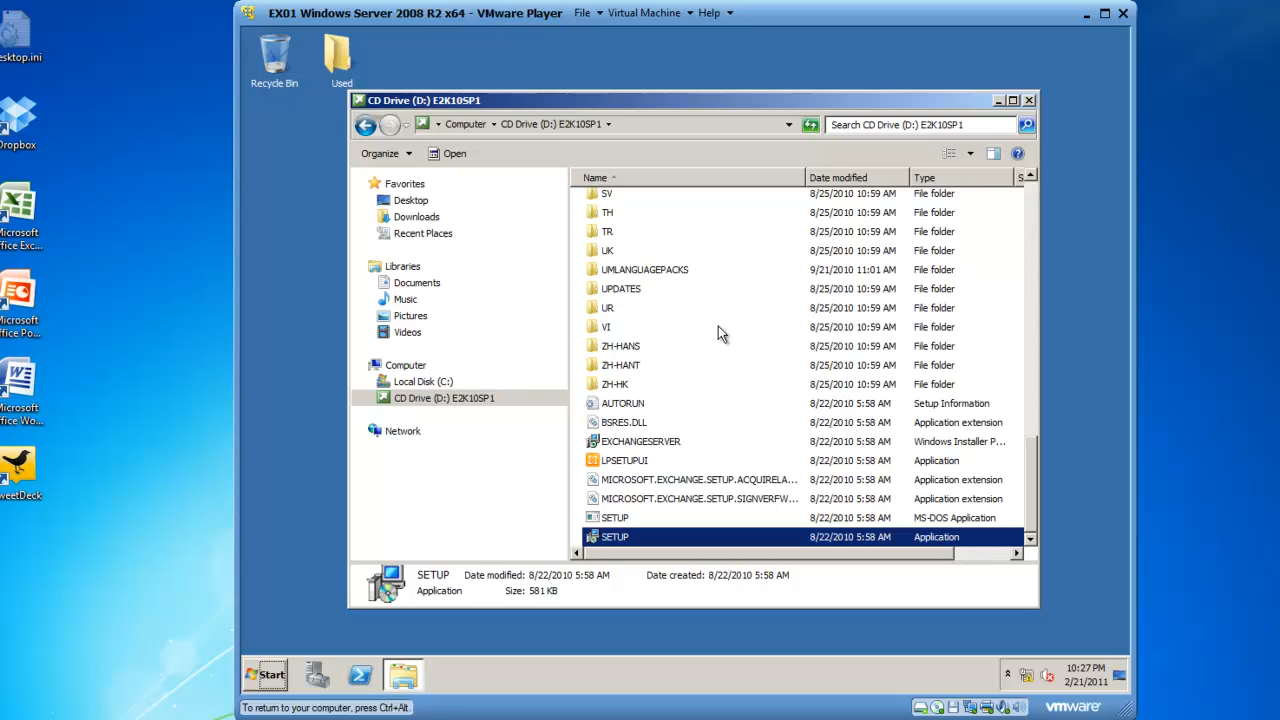 EX01 Windows Server 2008 R2 x64 - VMware Player File Virtual Machine Help
esktop.ini
Dropbox
Microsoft
ffice Exc...
Microsoft
ffice Po...
Microsoft
ffice Wo...
weetDeck
Recycle Bin
Used
CD Drive (D:) E2K10SP1
Computer CD Drive (D:) E2K10SP1 Search CD Drive (D:) E2K10SP1
Organize Open
Favorites
Desktop
Downloads
Recent Places
Libraries
Documents
Music
Pictures
Videos
Computer
Local Disk (C:)
CD Drive (D:) E2K10SP1
Network
Name Date modified Type S
SV 8/25/2010 10:59 AM File folder
TH 8/25/2010 10:59 AM File folder
TR 8/25/2010 10:59 AM File folder
UK 8/25/2010 10:59 AM File folder
UMLANGUAGEPACKS 9/21/2010 11:01 AM File folder
UPDATES 8/25/2010 10:59 AM File folder
UR 8/25/2010 10:59 AM File folder
VI 8/25/2010 10:59 AM File folder
ZH-HANS 8/25/2010 10:59 AM File folder
ZH-HANT 8/25/2010 10:59 AM File folder
ZH-HK 8/25/2010 10:59 AM File folder
AUTORUN 8/22/2010 5:58 AM Setup Information
BSRES.DLL 8/22/2010 5:58 AM Application extension
EXCHANGESERVER 8/22/2010 5:58 AM Windows Installer P...
LPSETUPUI 8/22/2010 5:58 AM Application
MICROSOFT.EXCHANGE.SETUP.ACQUIRELA... 8/22/2010 5:58 AM Application extension
MICROSOFT.EXCHANGE.SETUP.SIGNVERFW... 8/22/2010 5:58 AM Application extension
SETUP 8/22/2010 5:58 AM MS-DOS Application
SETUP 8/22/2010 5:58 AM Application
SETUP Date modified: 8/22/2010 5:58 AM Date created: 8/22/2010 5:58 AM
Application Size: 581 KB
Start
10:27 PM
2/21/2011
To return to your computer, press Ctrl+Alt.
vmware